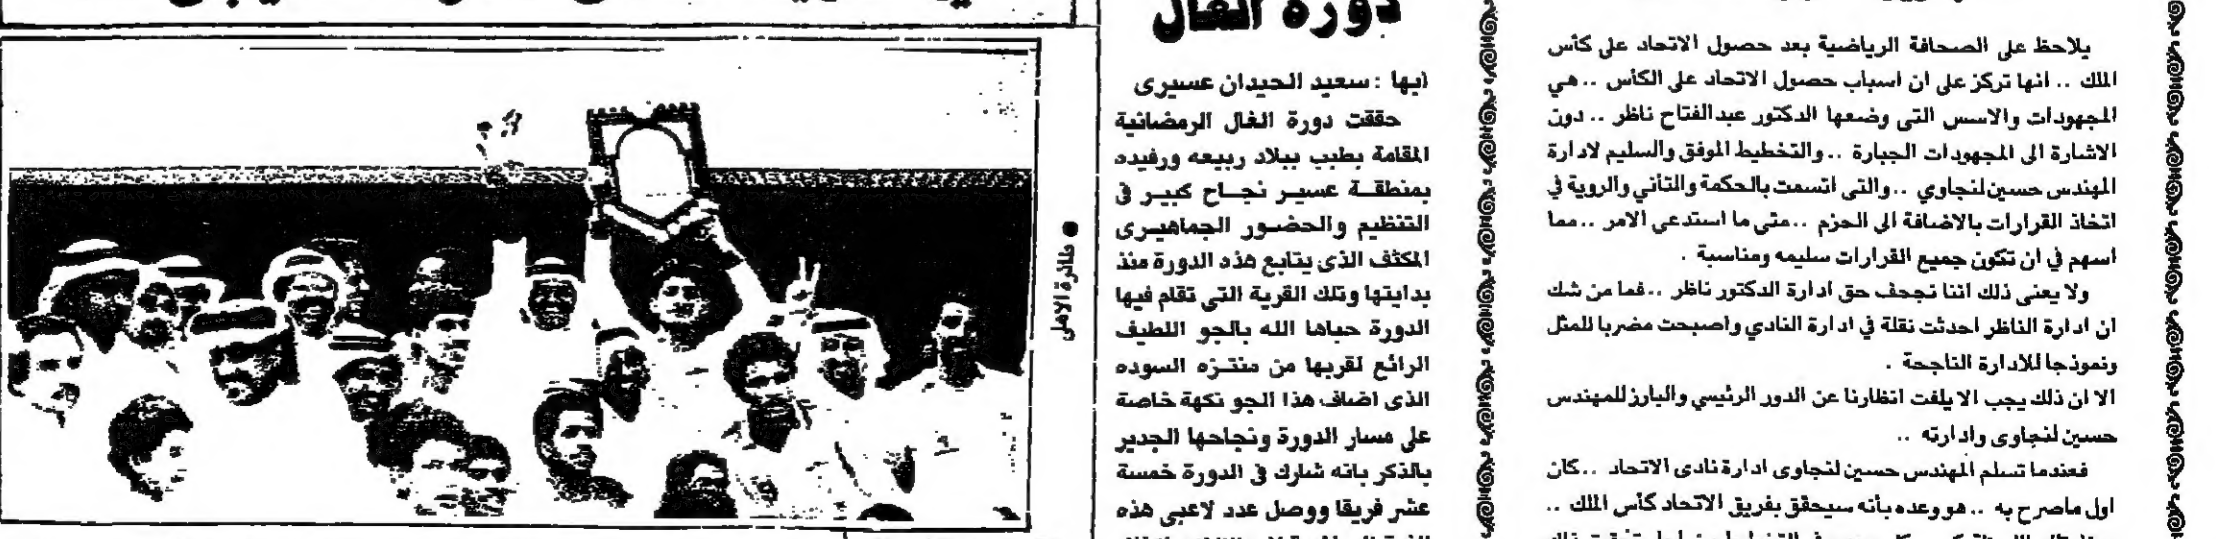 يلاحظ على الصحافة الرياضية بعد حصول الاتحاد على كأس
الملك .. انها تركز على ان اسباب حصول الاتحاد على الكأس .. هي
المجهودات والاسس التى وضعها الدكتور عبدالفتاح ناظر .. دون
الاشارة الى المجهودات الجبارة .. والتخطيط الموفق والسليم لادارة
المهندس حسين لنجاوي .. والتى اتسمت بالحكمة والتأني والروية في
اتخاذ القرارات بالاضافة الى الحزم .. متى ما استدعى الامر .. مما
اسهم في ان تكون جميع القرارات سليمه ومناسبة .
ولا يعنى ذلك اننا نجحف حق ادارة الدكتور ناظر .. فما من شك
ان ادارة الناظر احدثت نقلة في ادارة النادي واصبحت مضربا للمثل
ونموذجا للادارة الناجحة .
الا ان ذلك يجب الا يلفت انظارنا عن الدور الرئيسي والبارز للمهندس
حسين لنجاوى وادارته ..
فعندما تسلم المهندس حسين لنجاوى ادارة نادى الاتحاد .. كان
اول ماصرح به .. هو وعده بأنه سيحقق بفريق الاتحاد كأس الملك ..
دورة الغال
ابها : سعيد الحيدان عسيرى
حققت دورة الغال الرمضانية
المقامة بطبب ببلاد ربيعه ورفيده
بمنطقة عسير نجاح كبير فى
التنظيم والحضور الجماهيرى
المكثف الذى يتابع هذه الدورة منذ
بدايتها وتلك القرية التى تقام فيها
الدورة حباها الله بالجو اللطيف
الرائع لقربها من منتزه السوده
الذى اضاف هذا الجو نكهة خاصة
على مسار الدورة ونجاحها الجدير
بالذكر بانه شارك فى الدورة خمسة
عشر فريقا ووصل عدد لاعبى هذه
● طائرة الاهلى